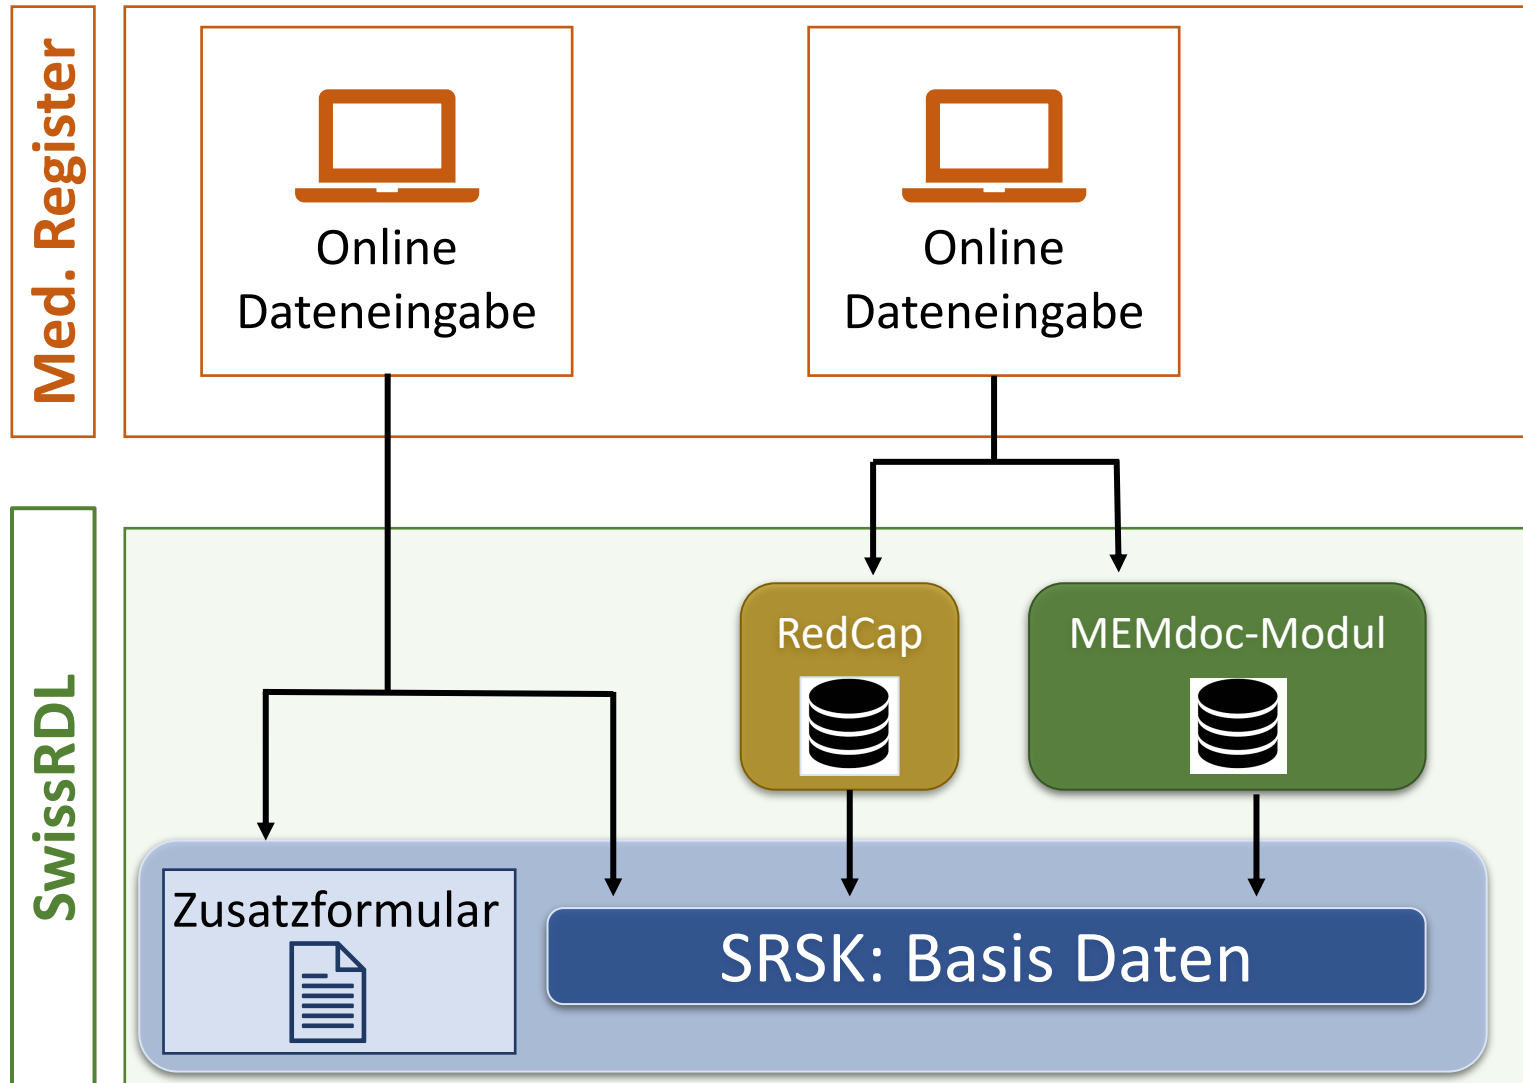 Med. Register
Online
Dateneingabe
Online
Dateneingabe
SwissRDL
RedCap
MEMdoc-Modul
Zusatzformular
SRSK: Basis Daten